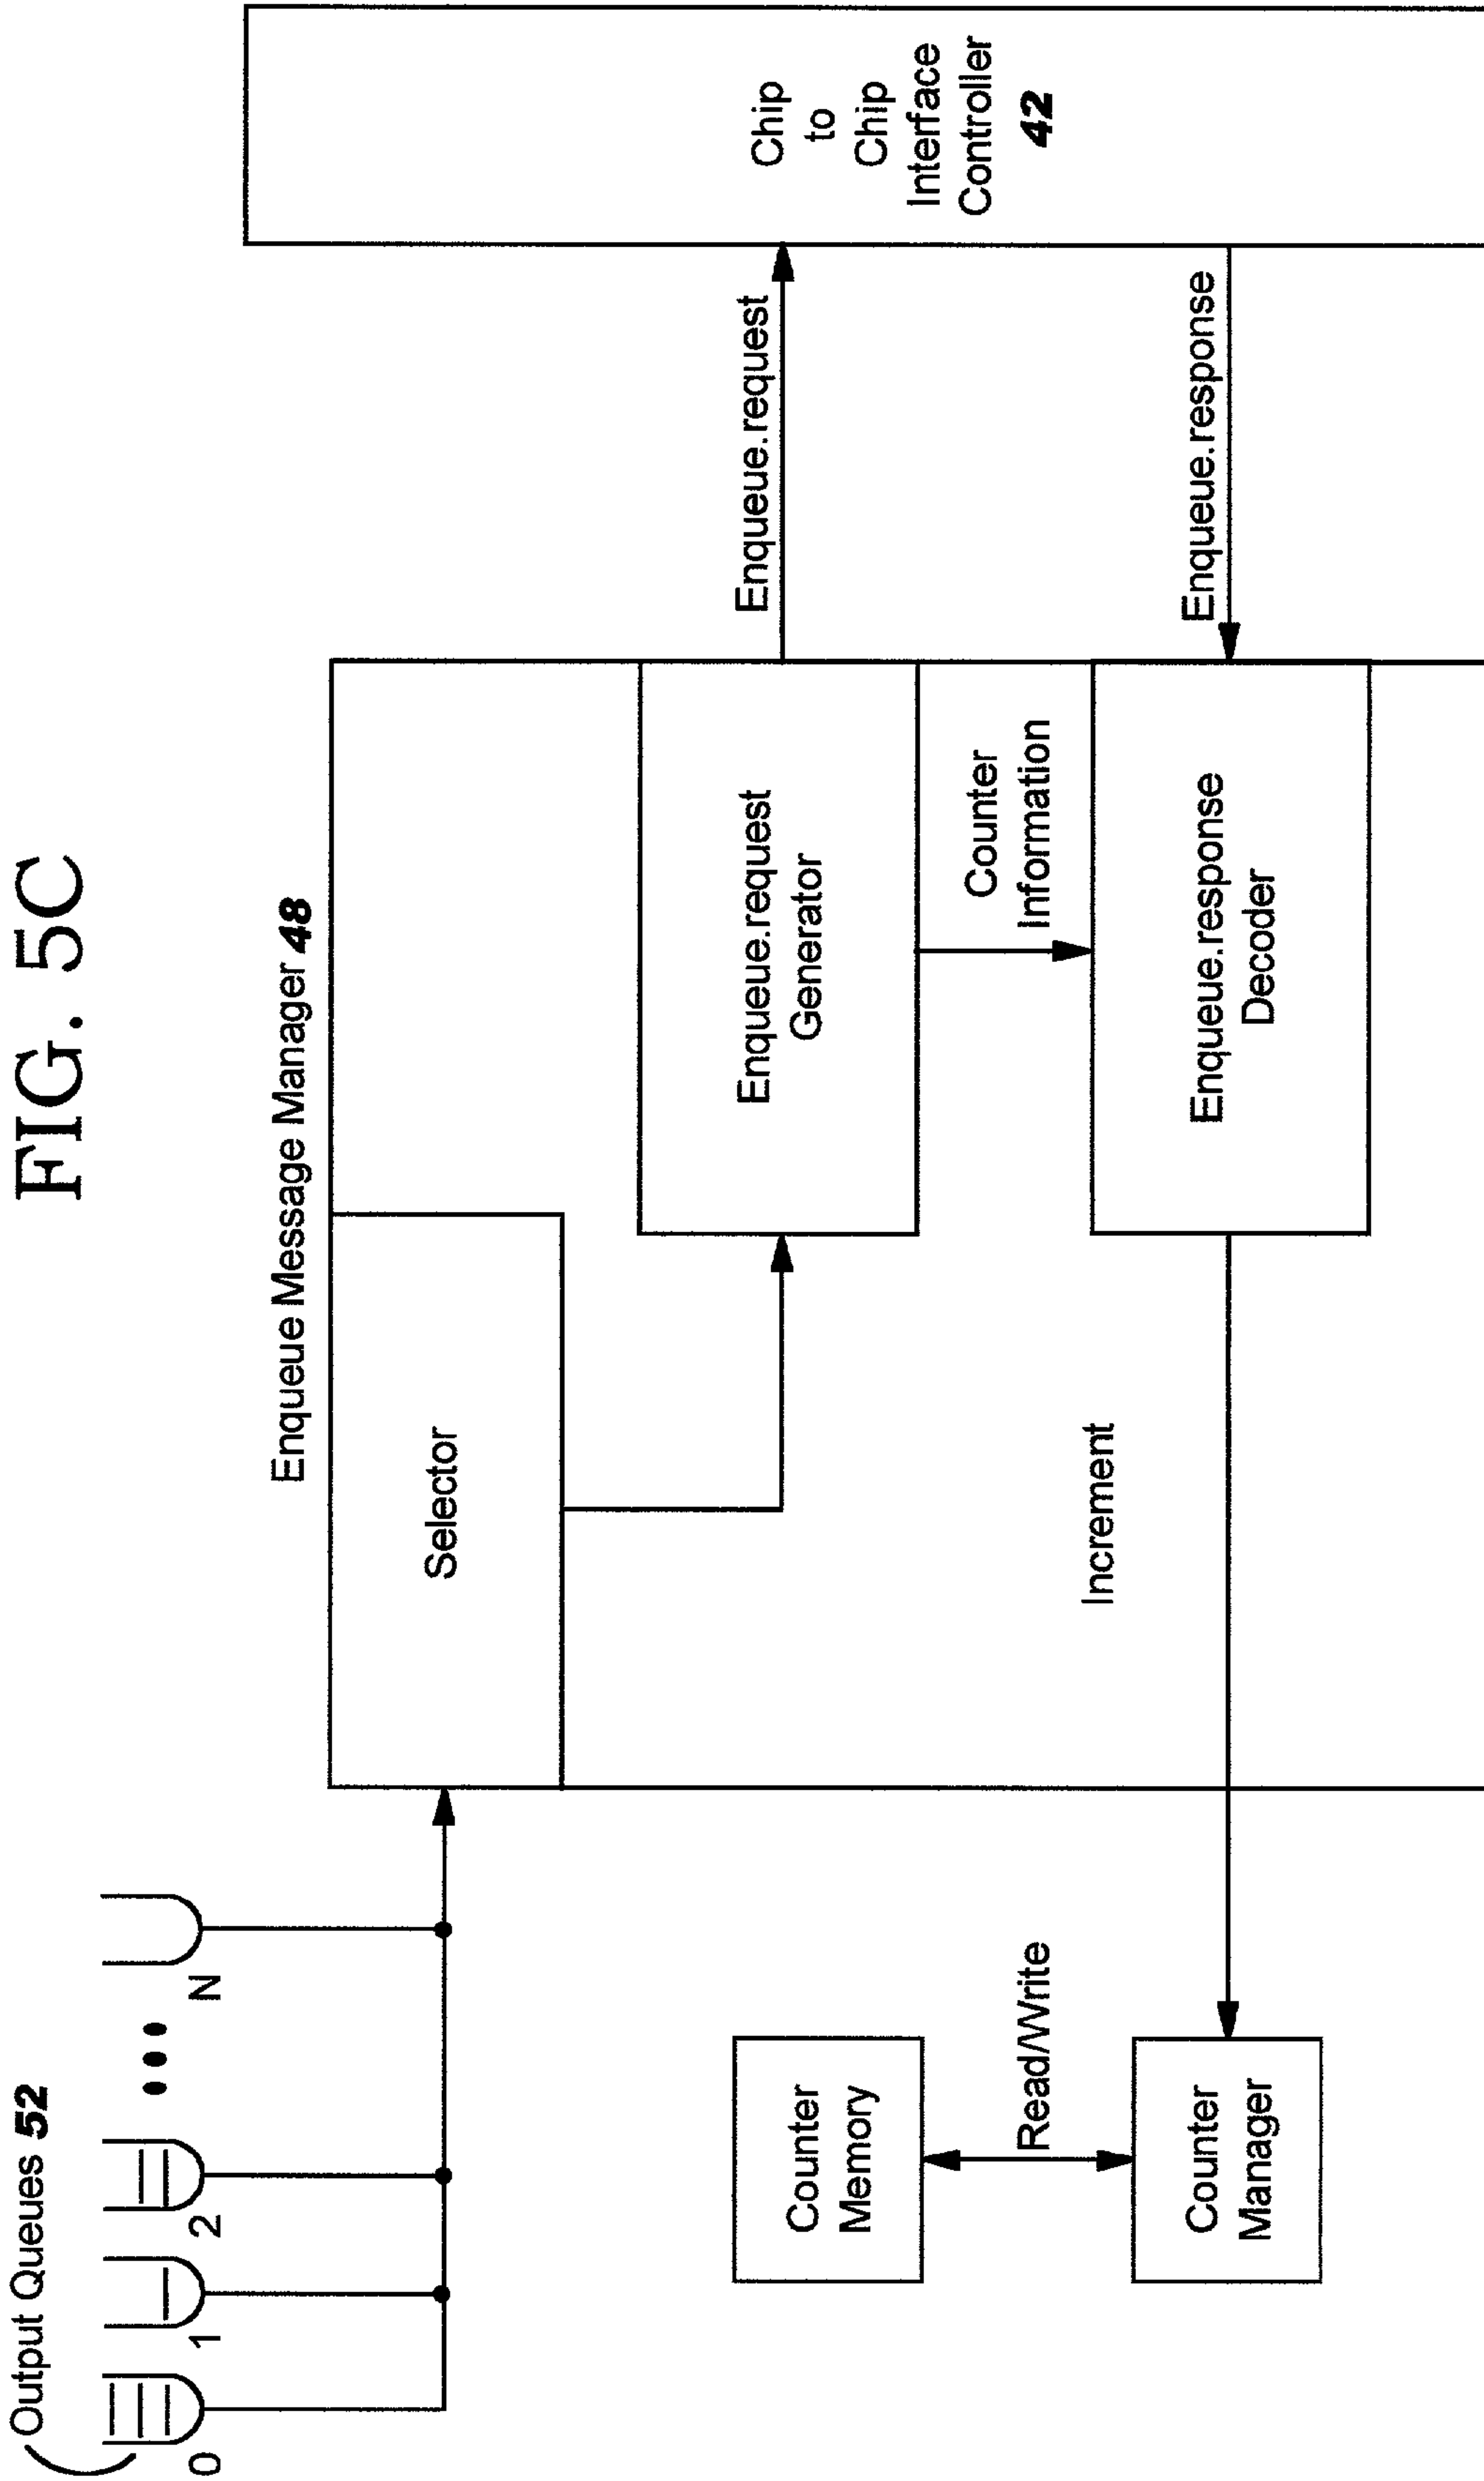 FIG. 5C
Output Queues 52
0
1
2
N
Enqueue Message Manager 48
Selector
Enqueue.request
Generator
Enqueue.request
Chip
to
Chip
Interface
Controller
42
Counter
Information
Counter
Memory
Read/Write
Counter
Manager
Increment
Enqueue.response
Decoder
Enqueue.response